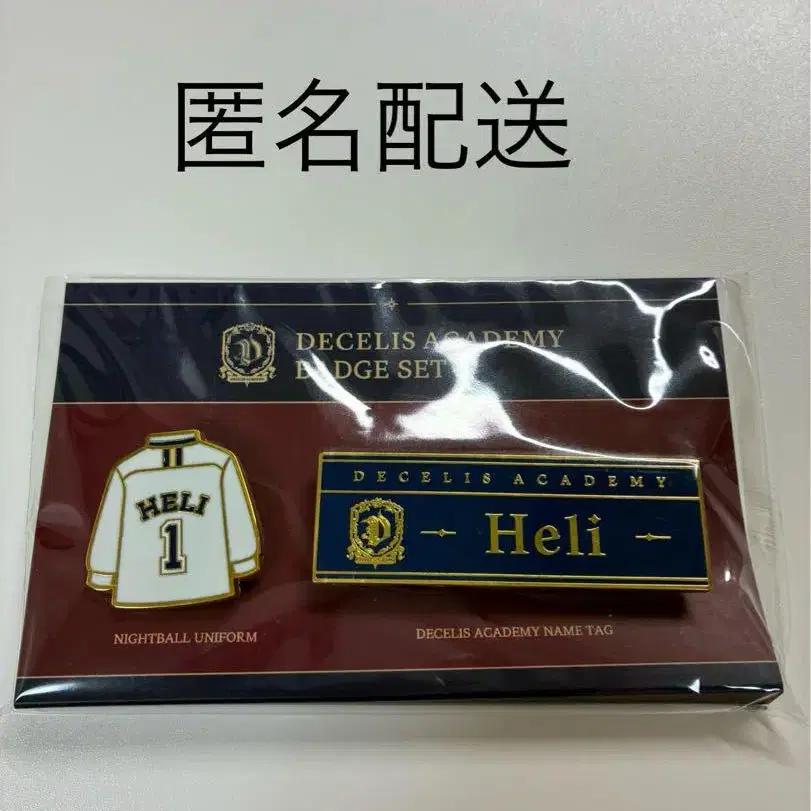 匿名配送
DECELIS ACADEMY
BADGE SET
HELI
1
DECELIS ACADEMY
D
Heli
NIGHTBALL UNIFORM
DECELIS ACADEMY NAME TAG